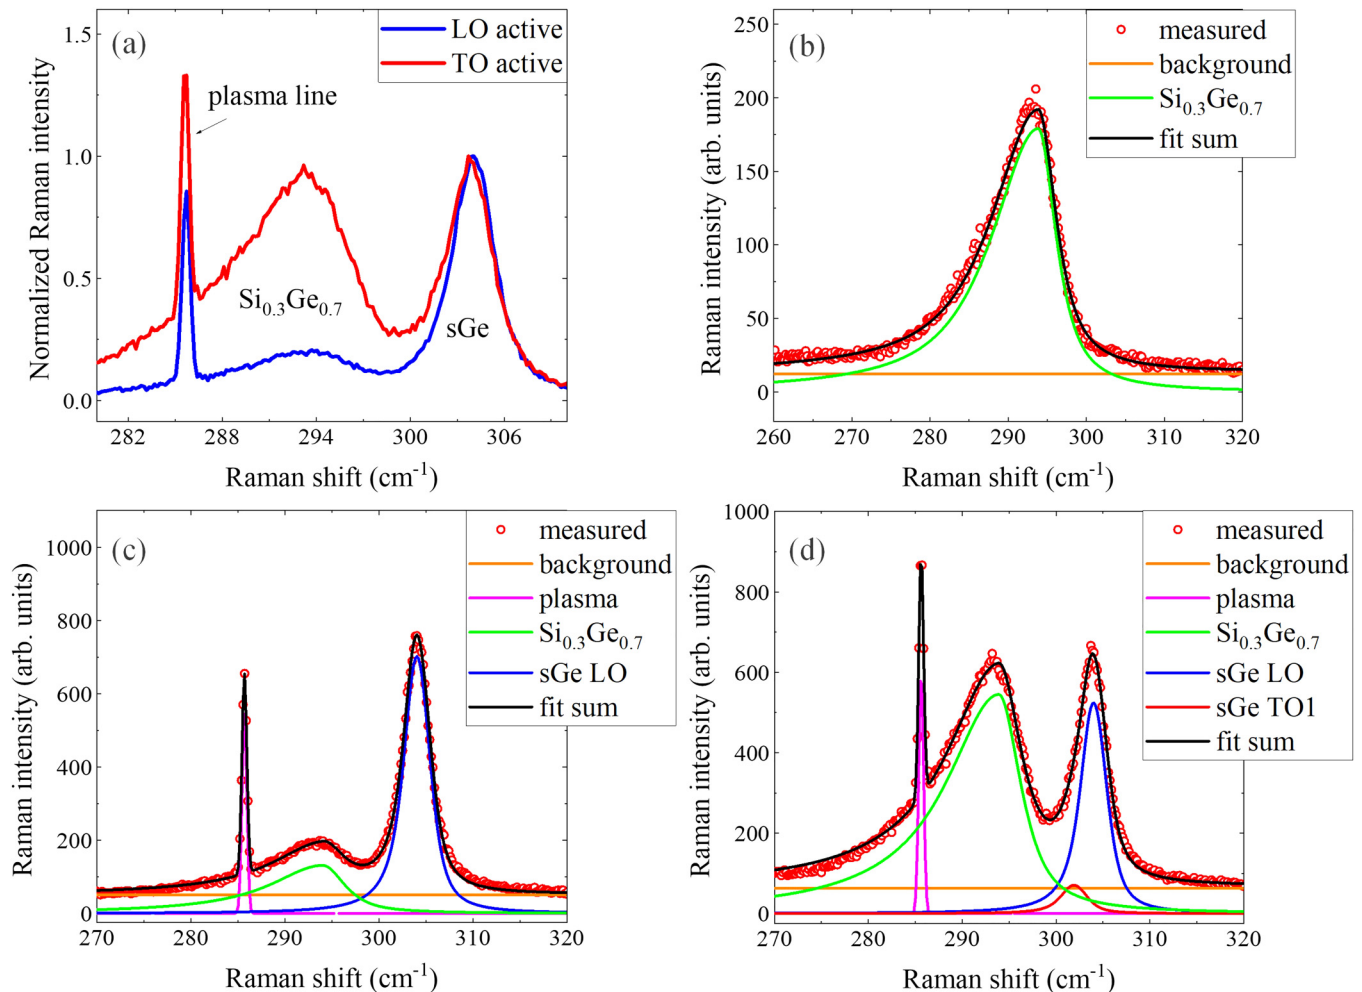 (a)
LO active
TO active
plasma line
Si0.3Ge0.7
sGe
1.5
1.0
0.5
0.0
Normalized Raman intensity
282 288 294 300 306
Raman shift (cm-1)
(b)
measured
background
Si0.3Ge0.7
fit sum
250
200
150
100
50
0
Raman intensity (arb. units)
260 270 280 290 300 310 320
Raman shift (cm-1)
(c)
measured
background
plasma
Si0.3Ge0.7
sGe LO
fit sum
1000
800
600
400
200
0
Raman intensity (arb. units)
270 280 290 300 310 320
Raman shift (cm-1)
(d)
measured
background
plasma
Si0.3Ge0.7
sGe LO
sGe TO1
fit sum
1000
800
600
400
200
0
Raman intensity (arb. units)
270 280 290 300 310 320
Raman shift (cm-1)